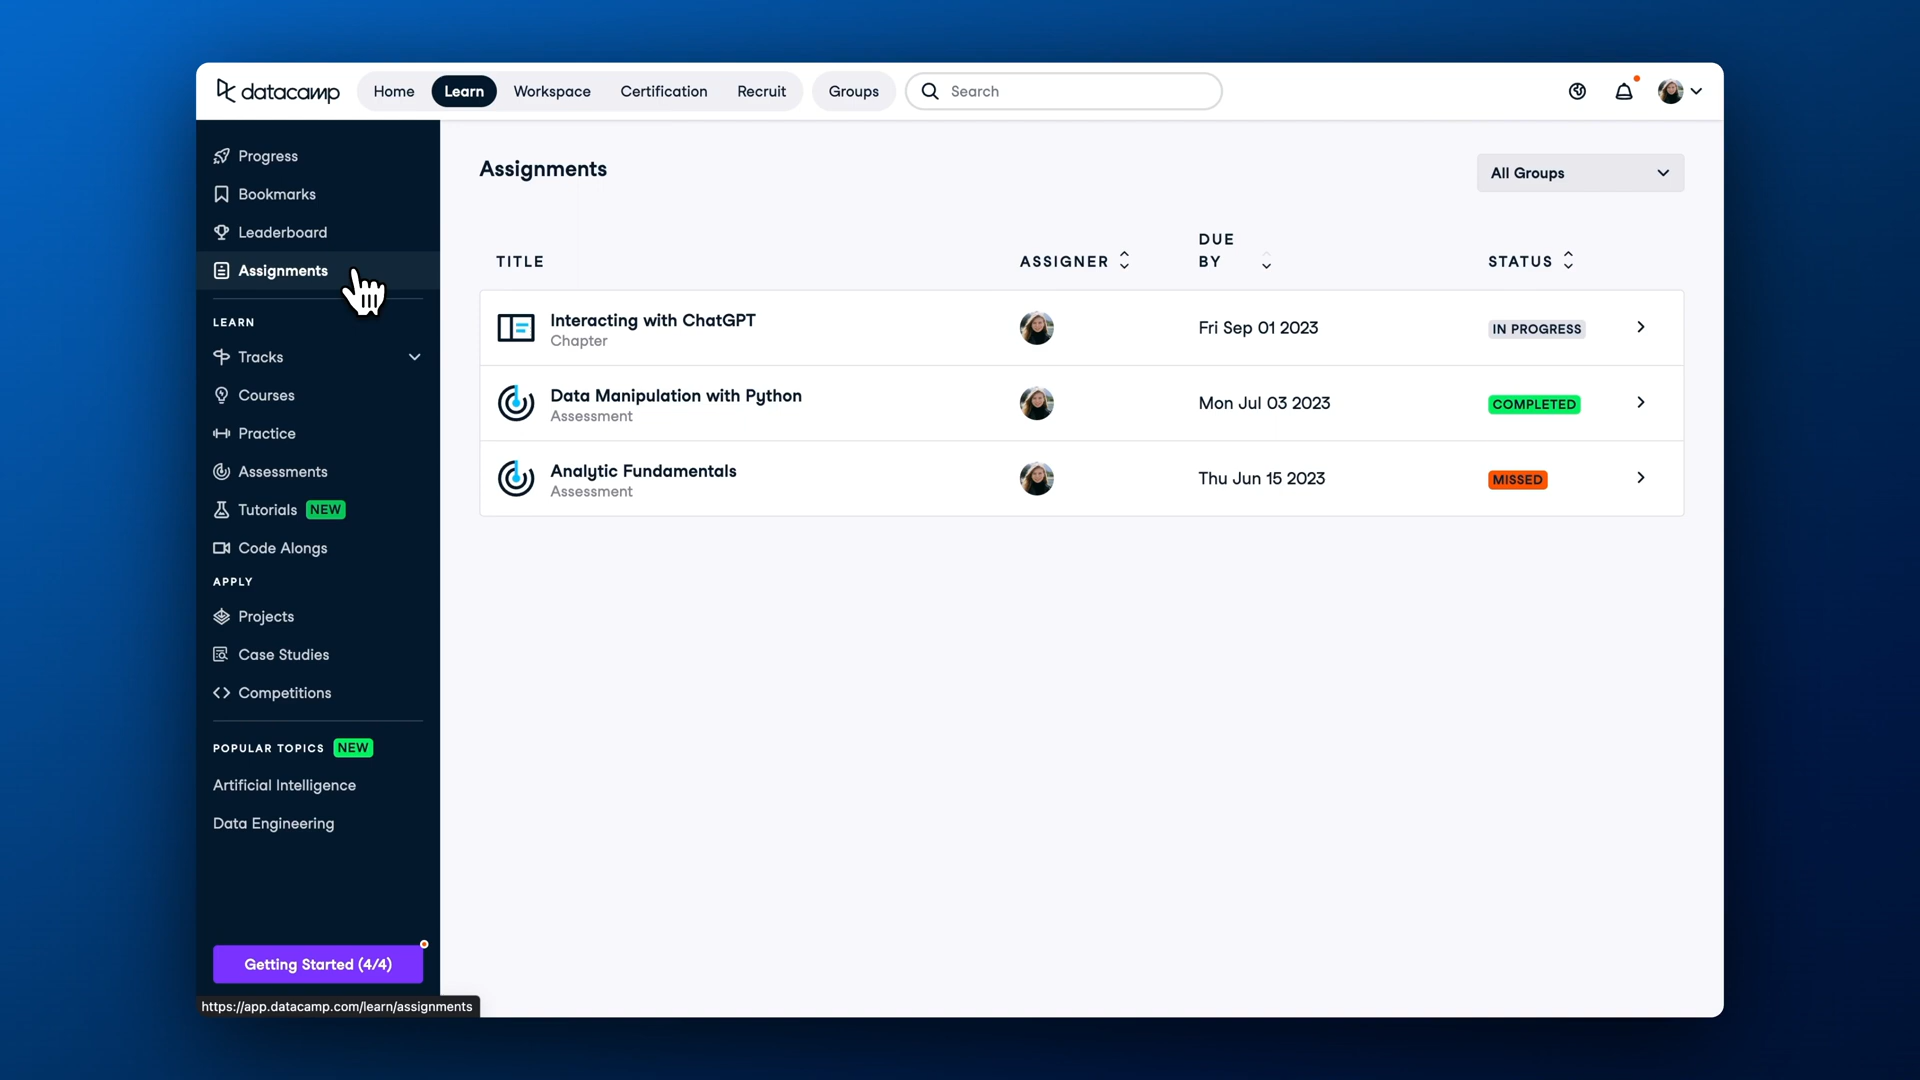 datacamp
Home Learn Workspace Certification Recruit Groups Search
Progress
Bookmarks
Leaderboard
Assignments
LEARN
Tracks
Courses
Practice
Assessments
Tutorials NEW
Code Alongs
APPLY
Projects
Case Studies
Competitions
POPULAR TOPICS NEW
Artificial Intelligence
Data Engineering
Getting Started (4/4)
https://app.datacamp.com/learn/assignments
Assignments
All Groups
TITLE ASSIGNER DUE BY STATUS
Interacting with ChatGPT
Chapter
Fri Sep 01 2023
IN PROGRESS
Data Manipulation with Python
Assessment
Mon Jul 03 2023
COMPLETED
Analytic Fundamentals
Assessment
Thu Jun 15 2023
MISSED